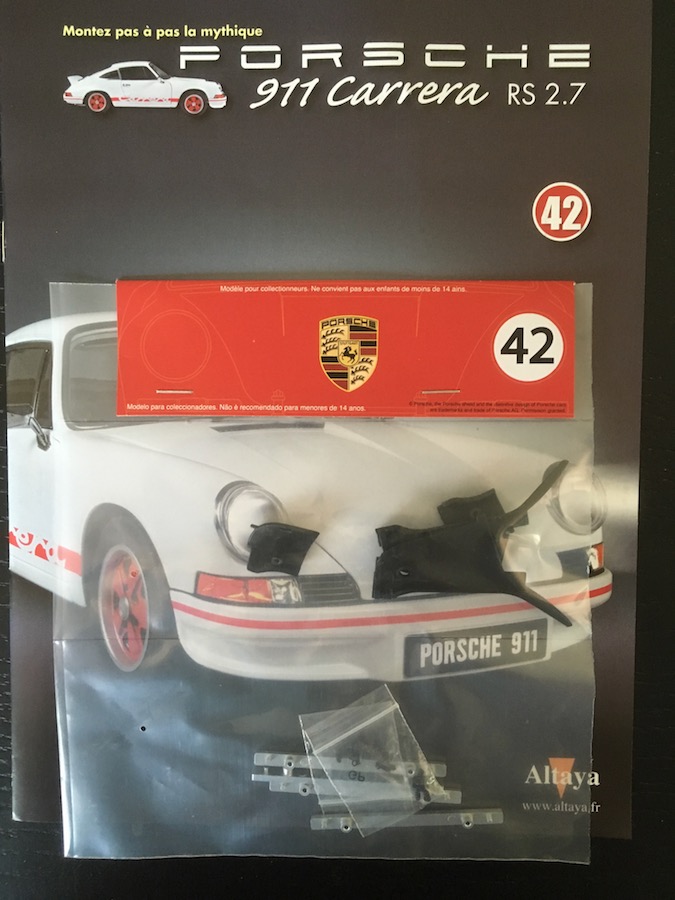 Montez pas à pas la mythique
PORSCHE
911 Carrera RS 2.7
Carrera
42
Modèle pour collectionneurs. Ne convient pas aux enfants de moins de 14 ans.
PORSCHE
42
Modelo para coleccionadores. Não é recomendado para menores de 14 anos.
PORSCHE 911
GP
Altaya
www.altaya.fr